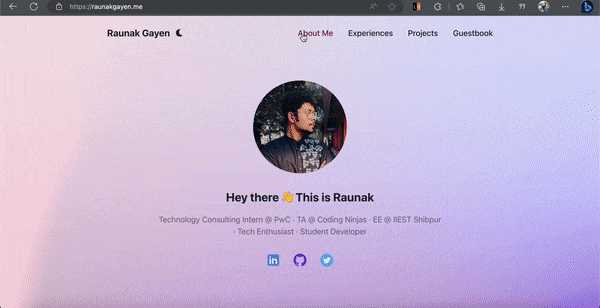 https://raunakgayen.me
Raunak Gayen
About Me
Experiences
Projects
Guestbook
Hey there 👋 This is Raunak
Technology Consulting Intern @ PwC · TA @ Coding Ninjas · EE @ IIEST Shibpur
· Tech Enthusiast · Student Developer
in